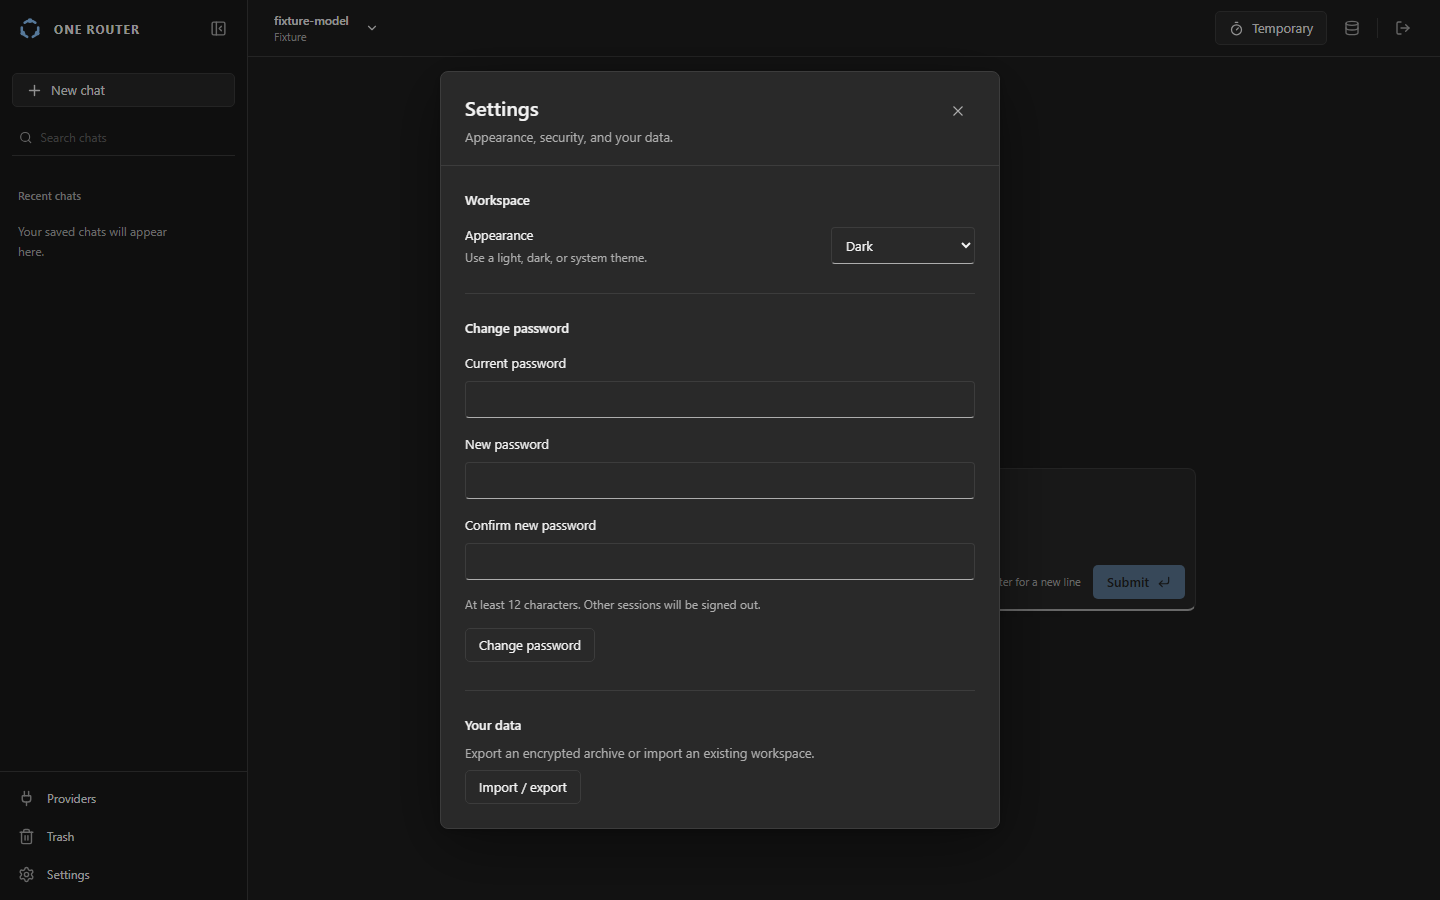 ONE ROUTER
New chat
Search chats
Recent chats
Your saved chats will appear
here.
Providers
Trash
Settings
fixture-model
Fixture
Temporary
Settings
Appearance, security, and your data.
Workspace
Appearance
Use a light, dark, or system theme.
Dark
Change password
Current password
New password
Confirm new password
At least 12 characters. Other sessions will be signed out.
Change password
Your data
Export an encrypted archive or import an existing workspace.
Import / export
for a new line
Submit